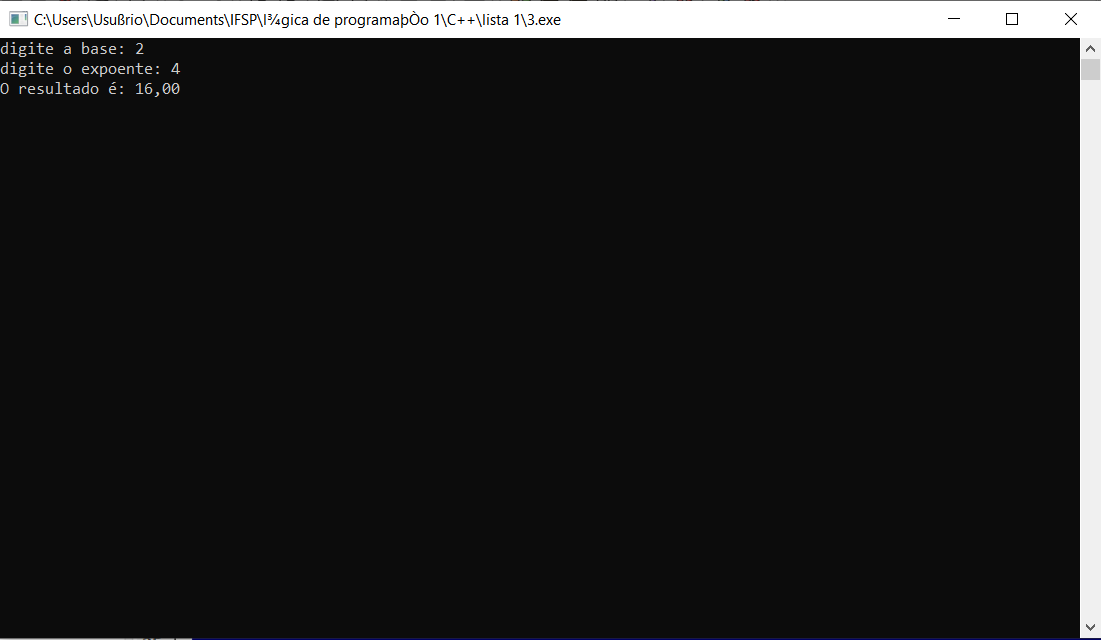 C:\Users\Usußrio\Documents\IFSP\l¾gica de programaþÒo 1\C++\lista 1\3.exe
digite a base: 2
digite o expoente: 4
O resultado é: 16,00